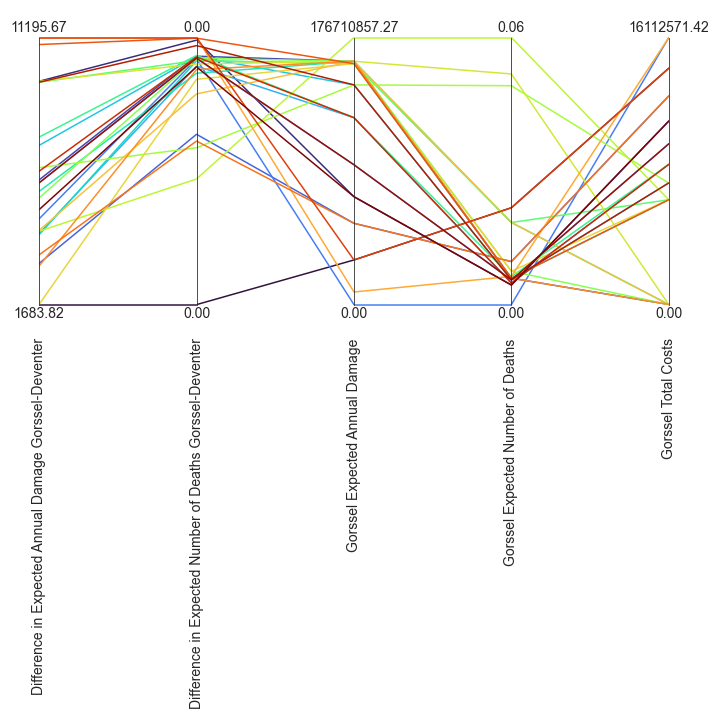 11195.67
0.00
176710857.27
0.06
16112571.42
1683.82
0.00
0.00
0.00
0.00
Difference in Expected Annual Damage Gorssel-Deventer
Difference in Expected Number of Deaths Gorssel-Deventer
Gorssel Expected Annual Damage
Gorssel Expected Number of Deaths
Gorssel Total Costs